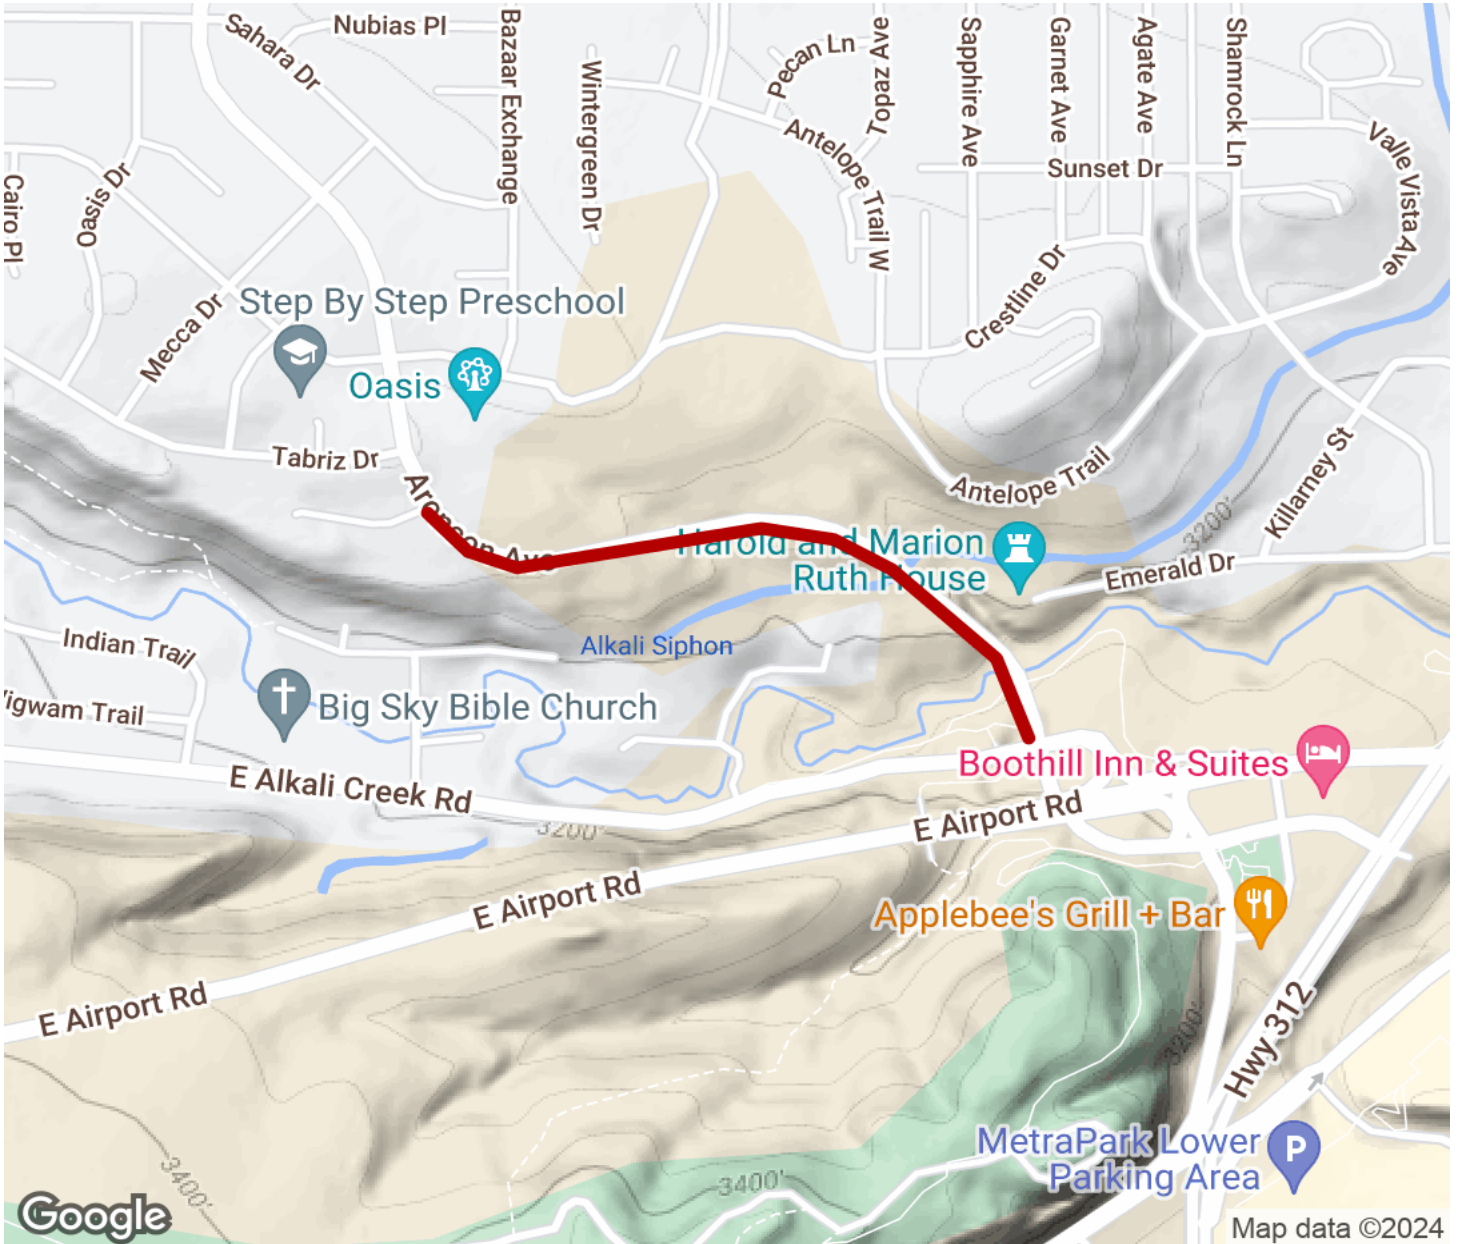 Sahara Dr
Nubias Pl
Bazaar Exchange
Wintergreen Dr
Pecan Ln
Topaz Ave
Sapphire Ave
Garnet Ave
Agate Ave
Shamrock Ln
Valle Vista Ave
Sunset Dr
Antelope Trail W
Cairo Pl
Oasis Dr
Mecca Dr
Step By Step Preschool
Oasis
Crestline Dr
Tabriz Dr
Aronson Ave
Antelope Trail
Killarney St
3200'
Harold and Marion
Ruth House
Emerald Dr
Alkali Siphon
Indian Trail
Wigwam Trail
Big Sky Bible Church
E Alkali Creek Rd
Boothill Inn & Suites
E Airport Rd
3200'
E Airport Rd
Applebee's Grill + Bar
E Airport Rd
Hwy 312
3200'
MetraPark Lower
Parking Area
P
3400'
3400'
Google
Map data ©2024